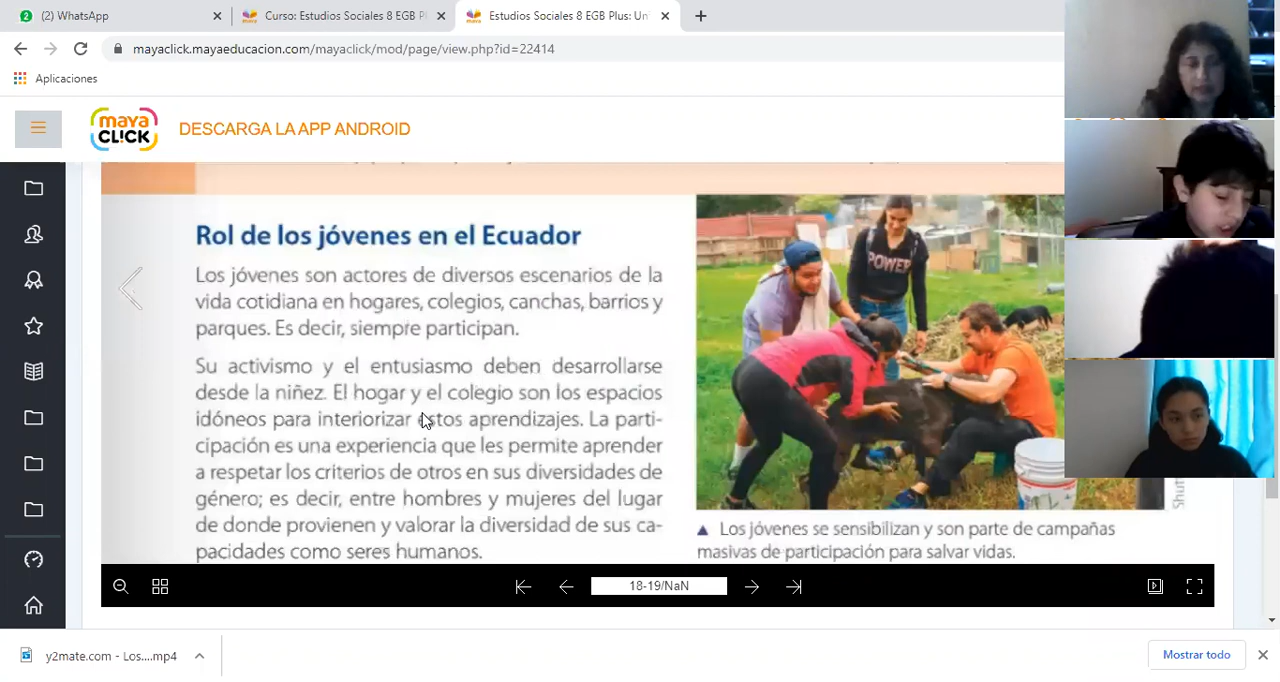 (2) WhatsApp
Curso: Estudios Sociales 8 EGB Pl
Estudios Sociales 8 EGB Plus: Un
mayaclick.mayaeducacion.com/mayaclick/mod/page/view.php?id=22414
Aplicaciones
maya
CLICK
DESCARGA LA APP ANDROID
Rol de los jóvenes en el Ecuador
Los jóvenes son actores de diversos escenarios de la
vida cotidiana en hogares, colegios, canchas, barrios y
parques. Es decir, siempre participan.
Su activismo y el entusiasmo deben desarrollarse
desde la niñez. El hogar y el colegio son los espacios
idóneos para interiorizar estos aprendizajes. La parti-
cipación es una experiencia que les permite aprender
a respetar los criterios de otros en sus diversidades de
género; es decir, entre hombres y mujeres del lugar
de donde provienen y valorar la diversidad de sus ca-
pacidades como seres humanos.
POWER
Shut
Los jóvenes se sensibilizan y son parte de campañas
masivas de participación para salvar vidas.
18-19/NaN
y2mate.com - Los....mp4
Mostrar todo